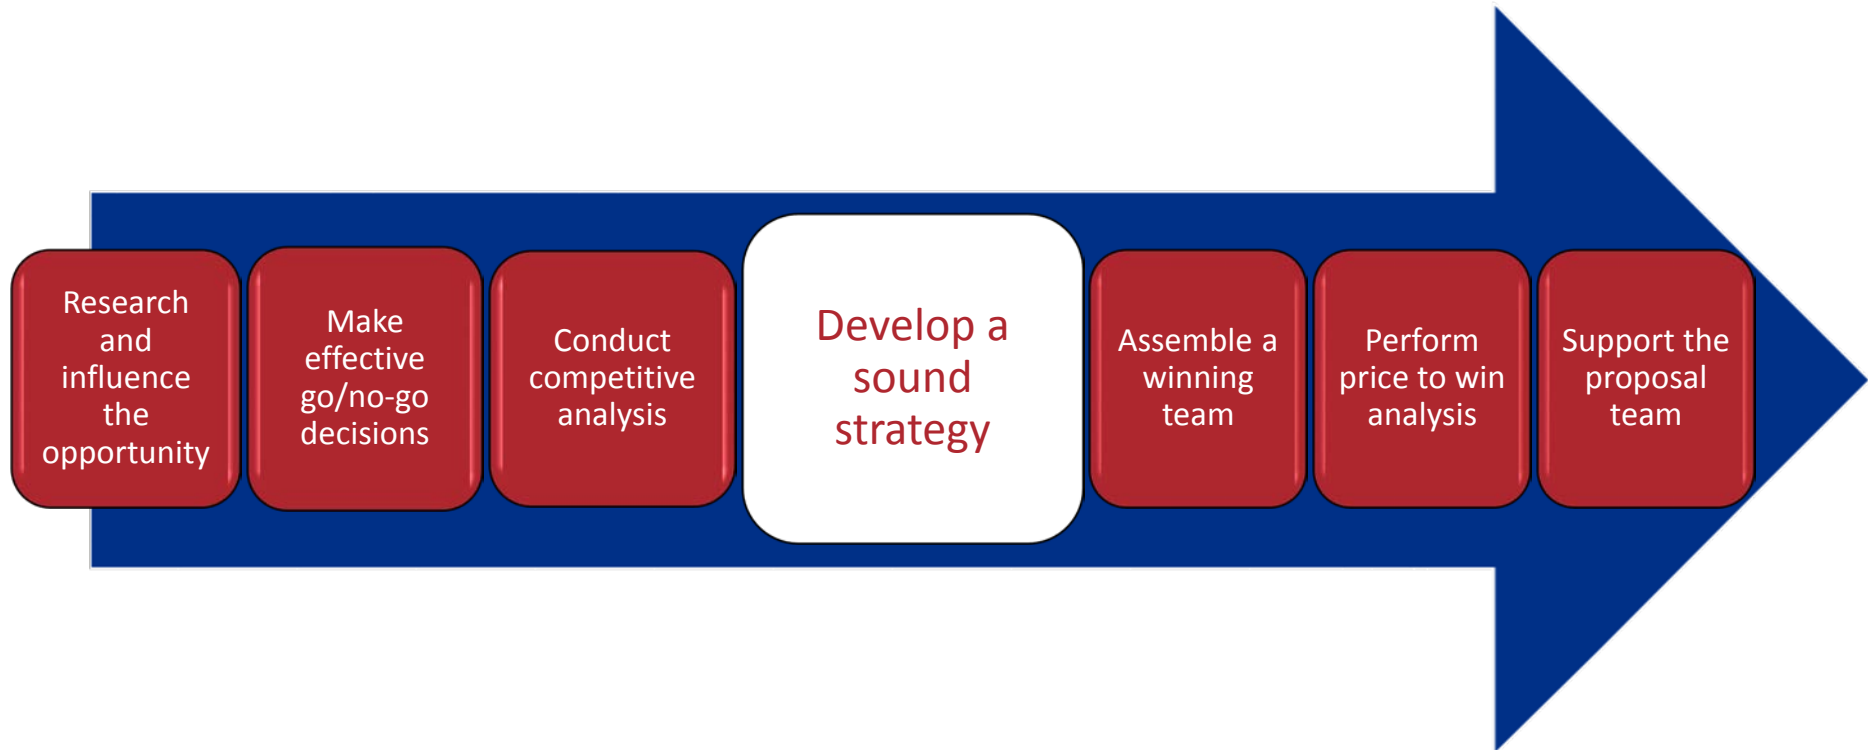 Research
and
influence
the
opportunity
Make
effective
go/no-go
decisions
Conduct
competitive
analysis
Develop a
sound
strategy
Assemble a
winning
team
Perform
price to win
analysis
Support the
proposal
team